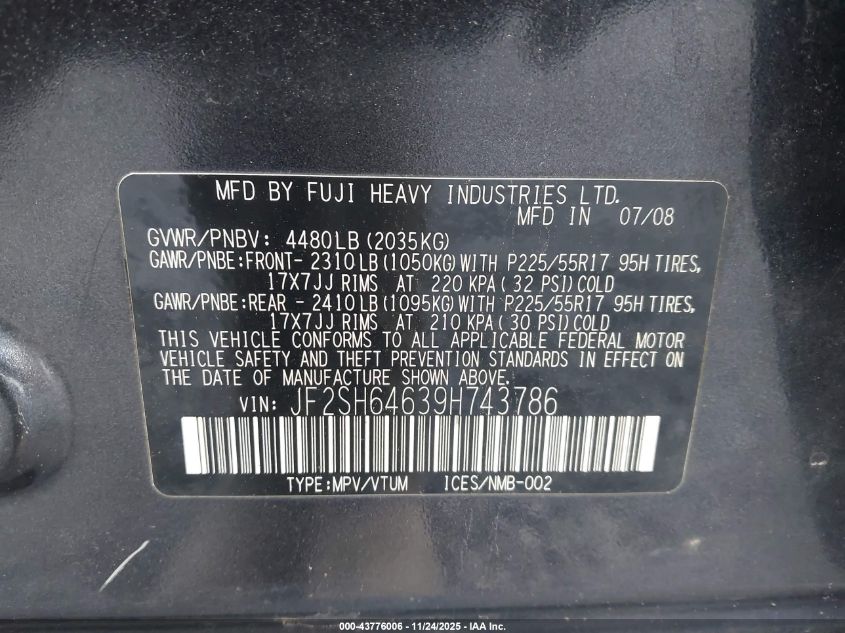 MFD BY FUJI HEAVY INDUSTRIES LTD.
MFD IN 07/08
GVWR/PNBV: 4480LB (2035KG)
GAWR/PNBE:FRONT- 2310LB (1050KG) WITH P225/55R17 95H TIRES,
17X7JJ RIMS AT 220 KPA ( 32 PSI) COLD
GAWR/PNBE:REAR - 2410LB (1095KG) WITH P225/55R17 95H TIRES,
17X7JJ RIMS AT 210 KPA ( 30 PSI) COLD
THIS VEHICLE CONFORMS TO ALL APPLICABLE FEDERAL MOTOR
VEHICLE SAFETY AND THEFT PREVENTION STANDARDS IN EFFECT ON
THE DATE OF MANUFACTURE SHOWN ABOVE.
VIN: JF2SH64639H743786
TYPE:MPV/VTUM ICES/NMB-002
000-43776006 - 11/24/2025 - IAA Inc.